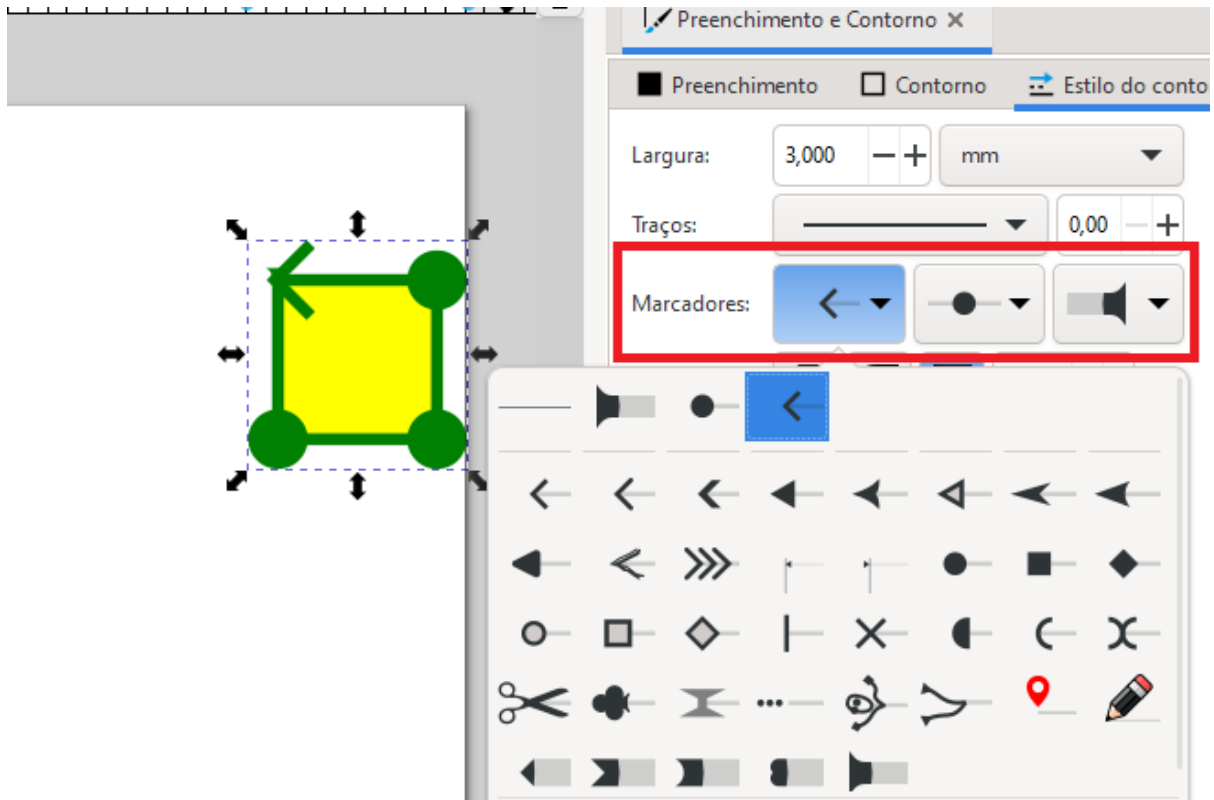 Preenchimento e Contorno
Preenchimento Contorno Estilo do conto
Largura: 3,000 mm
Traços: 0,00
Marcadores: